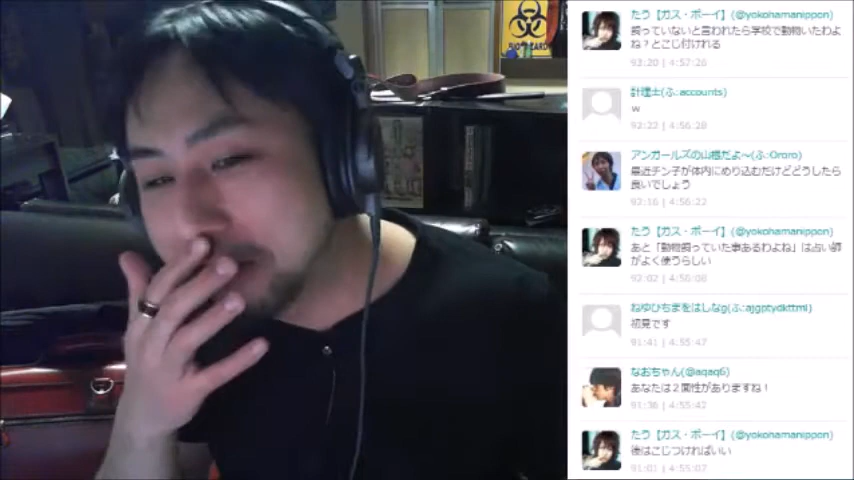 BIOHAZARD
たう【ガス・ボーイ】(@yokohamanippon)
飼っていないと言われたら学校で動物いたわよ
ね?とこじ付けれる
93:20 | 4:57:26
計理士(ふ:accounts)
w
92:22 | 4:56:28
アンガールズの山根だよ~(ふ:Ororo)
最近チン子が体内にめり込むだけどどうしたら
良いでしょう
92:16 | 4:56:22
たう【ガス・ボーイ】(@yokohamanippon)
あと「動物飼っていた事あるわよね」は占い師
がよく使うらしい
92:02 | 4:56:08
ねゆひちまをはしなg(ふ:ajgptydkttml)
初見です
91:41 | 4:55:47
なおちゃん(@aqaq6)
あなたは2面性がありますね!
91:36 | 4:55:42
たう【ガス・ボーイ】(@yokohamanippon)
後はこじつければいい
91:01 | 4:55:07